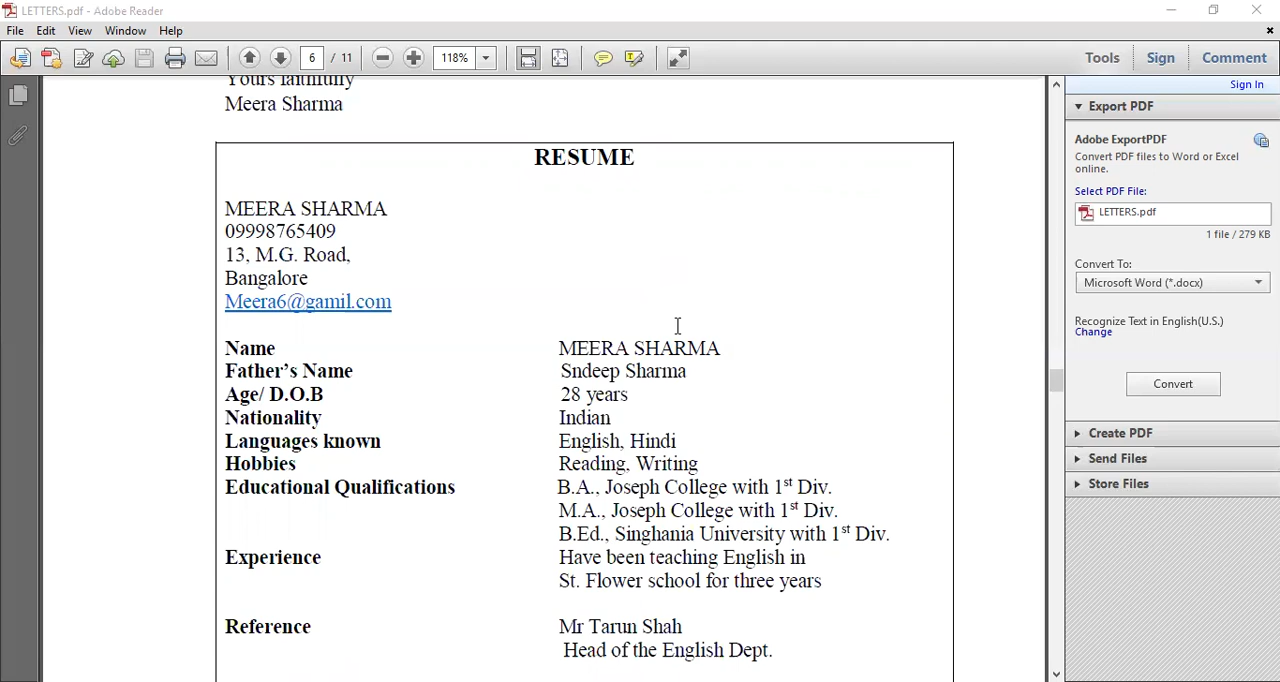 LETTERS.pdf - Adobe Reader
File Edit View Window Help
6 / 11 118% Tools Sign Comment
Yours faithfully
Meera Sharma
RESUME
MEERA SHARMA
09998765409
13, M.G. Road,
Bangalore
Meera6@gamil.com
Name MEERA SHARMA
Father's Name Sndeep Sharma
Age/ D.O.B 28 years
Nationality Indian
Languages known English, Hindi
Hobbies Reading, Writing
Educational Qualifications B.A., Joseph College with 1st Div.
M.A., Joseph College with 1st Div.
B.Ed., Singhania University with 1st Div.
Experience Have been teaching English in
St. Flower school for three years
Reference Mr Tarun Shah
Head of the English Dept.
Sign In
Export PDF
Adobe ExportPDF
Convert PDF files to Word or Excel
online.
Select PDF File:
LETTERS.pdf
1 file / 279 KB
Convert To:
Microsoft Word (*.docx)
Recognize Text in English(U.S.)
Change
Convert
Create PDF
Send Files
Store Files